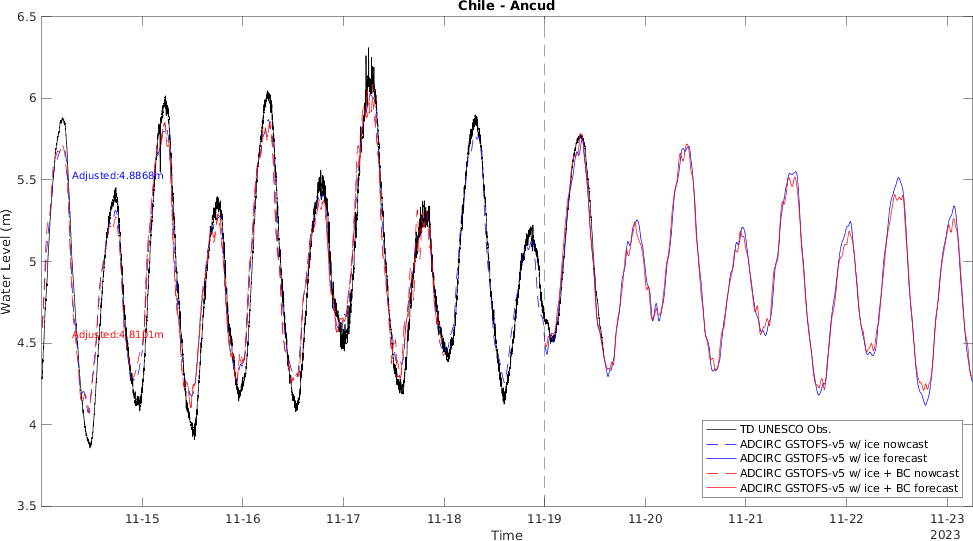 Chile - Ancud
6.5
6
5.5
5
4.5
4
3.5
Water Level (m)
Adjusted:4.8868m
Adjusted:4.8101m
TD UNESCO Obs.
ADCIRC GSTOFS-v5 w/ ice nowcast
ADCIRC GSTOFS-v5 w/ ice forecast
ADCIRC GSTOFS-v5 w/ ice + BC nowcast
ADCIRC GSTOFS-v5 w/ ice + BC forecast
11-15 11-16 11-17 11-18 11-19 11-20 11-21 11-22 11-23
2023
Time